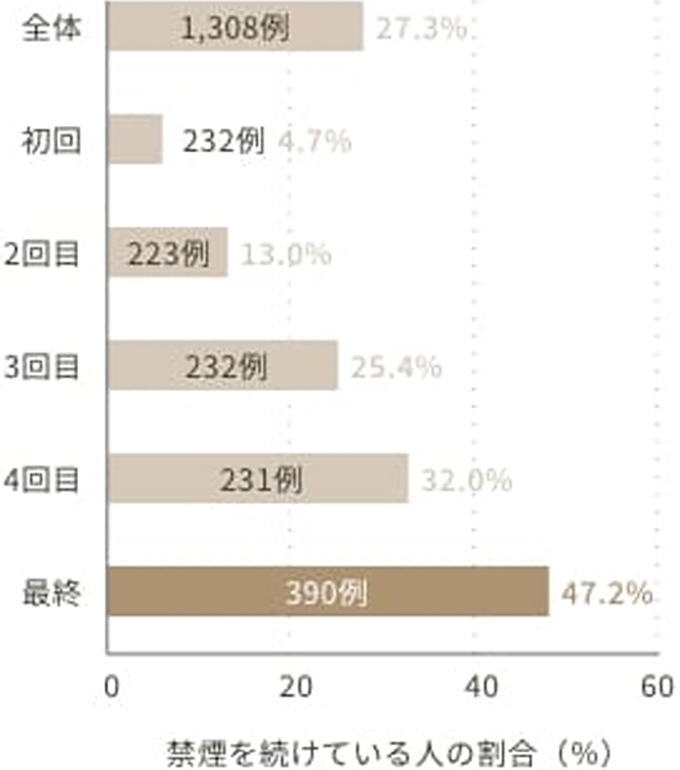 全体 1,308例 27.3%
初回 232例 4.7%
2回目 223例 13.0%
3回目 232例 25.4%
4回目 231例 32.0%
最終 390例 47.2%
0 20 40 60
禁煙を続けている人の割合（%）